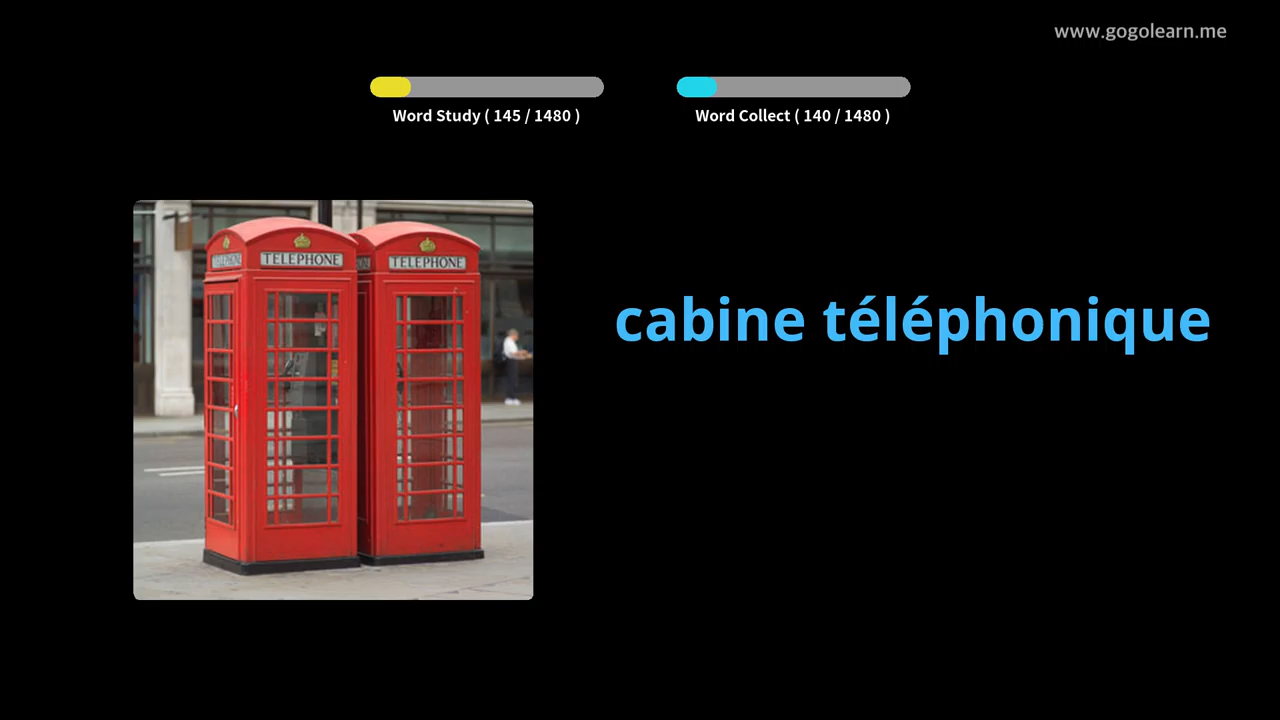 www.gogolearn.me
Word Study ( 145 / 1480 )
Word Collect ( 140 / 1480 )
TELEPHONE
TELEPHONE
cabine téléphonique